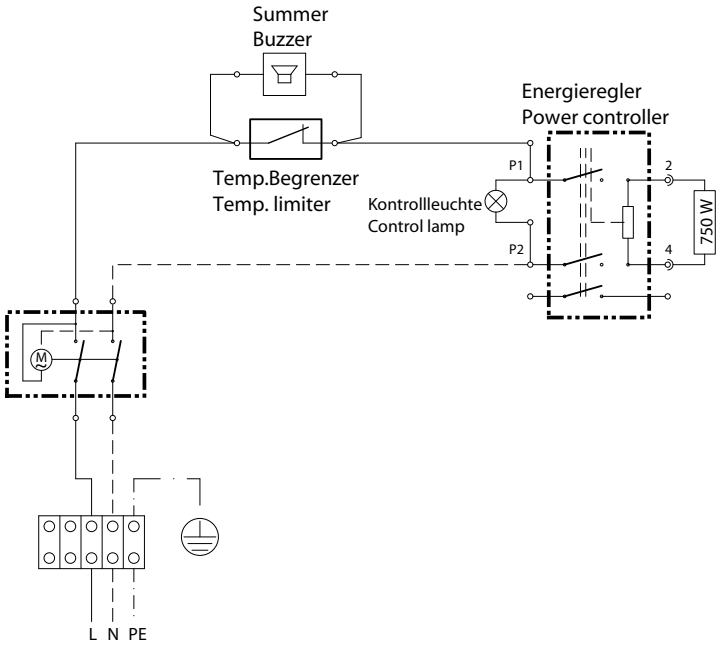 Summer
Buzzer
Energieregler
Power controller
P1
2
Temp.Begrenzer
Temp. limiter
Kontrollleuchte
Control lamp
750 W
P2
4
M
~
L N PE